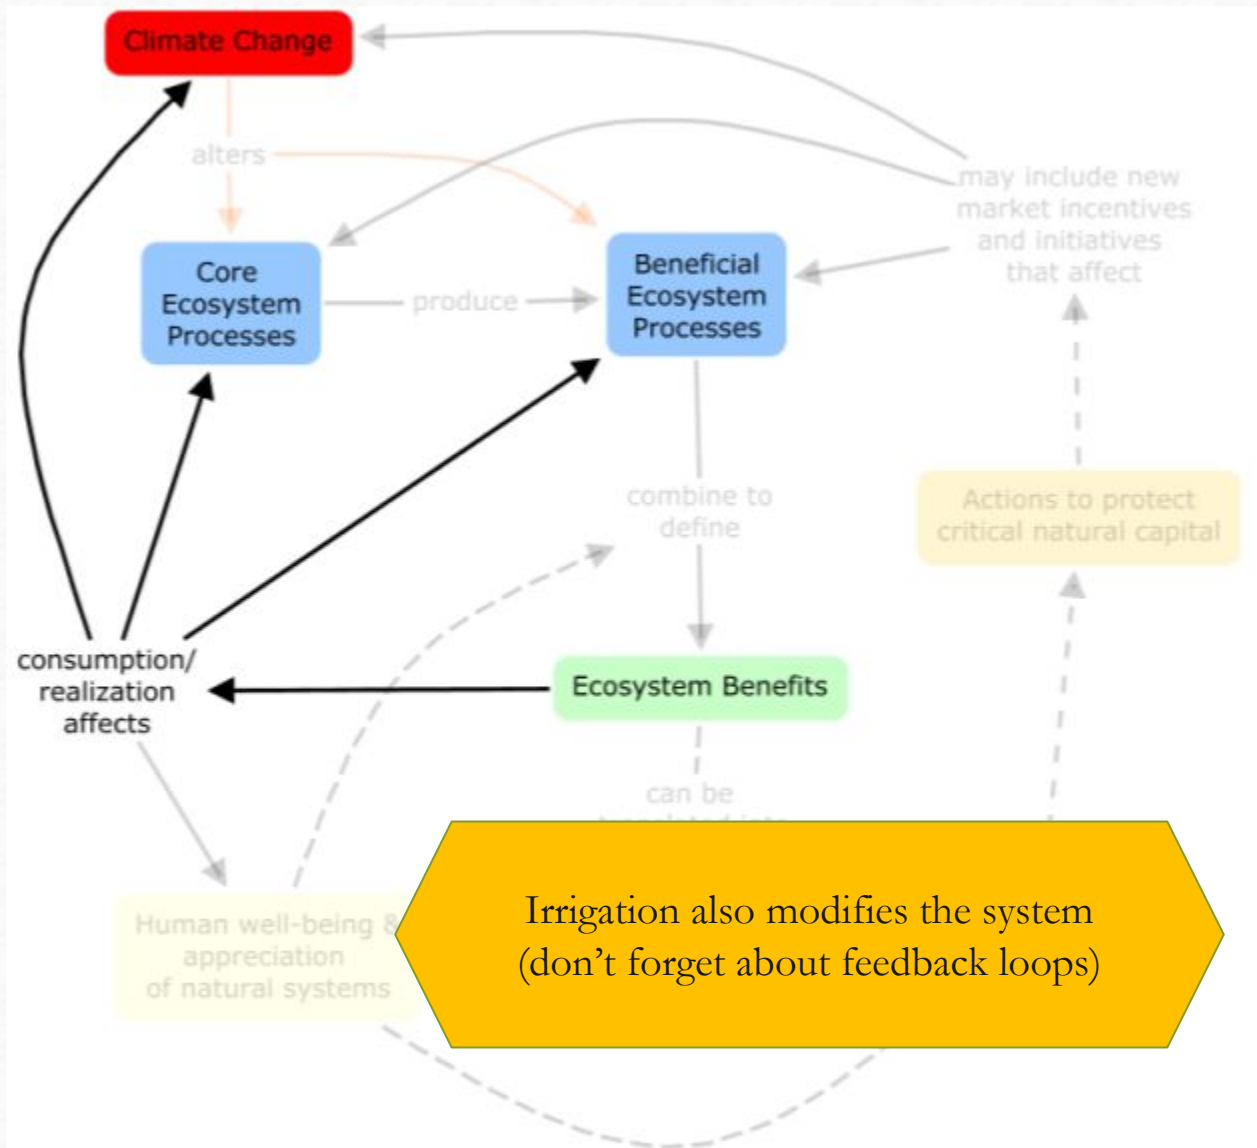 Climate Change
alters
may include new
market incentives
and initiatives
that affect
Core
Ecosystem
Processes
produce
Beneficial
Ecosystem
Processes
combine to
define
Actions to protect
critical natural capital
consumption/
realization
affects
Ecosystem Benefits
can be
translated into
Human well-being &
appreciation
of natural systems
Irrigation also modifies the system
(don’t forget about feedback loops)